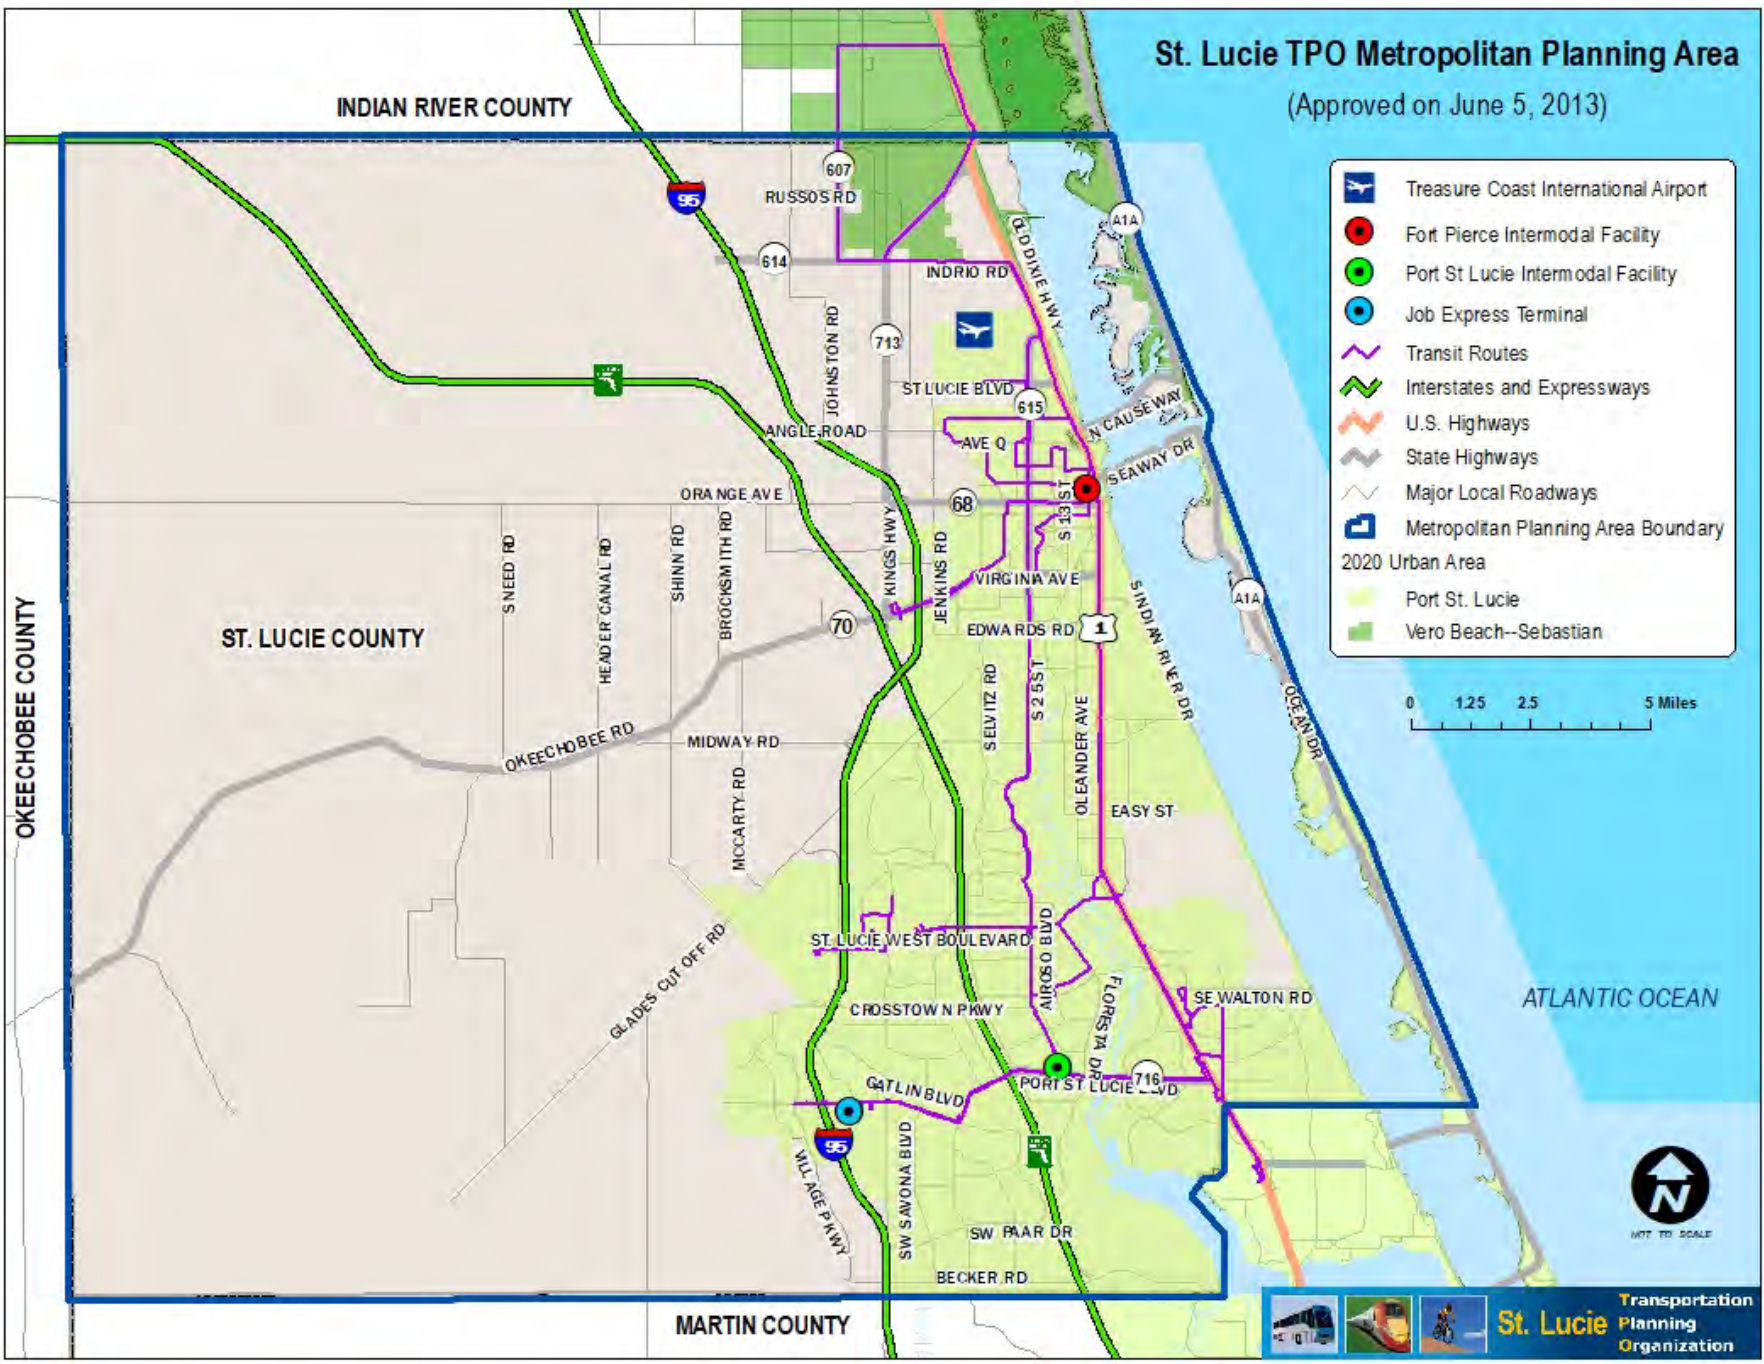 St. Lucie TPO Metropolitan Planning Area
(Approved on June 5, 2013)
INDIAN RIVER COUNTY
607
RUSSOS RD
95
A1A
614
INDRIO RD
OLD DIXIE HWY
JOHNSTON RD
713
ST LUCIE BLVD
615
N CAUSEWAY
ANGLE ROAD
AVE Q
SEAWAY DR
ORANGE AVE
68
S 13 ST
SNEED RD
HEADER CANAL RD
SHINN RD
BROCKSMITH RD
KINGS HWY
JENKINS RD
VIRGINIA AVE
S INDIAN RIVER DR
A1A
OKEECHOBEE COUNTY
ST. LUCIE COUNTY
70
EDWARDS RD
1
SELVITZ RD
S 25 ST
OLEANDER AVE
OCEAN DR
OKEECHOBEE RD
MIDWAY RD
MCCARTY RD
EASY ST
GLADES CUT OFF RD
ST. LUCIE WEST BOULEVARD
AIROSO BLVD
FLORESTA DR
SE WALTON RD
CROSSTOWN PKWY
ATLANTIC OCEAN
GATLIN BLVD
PORT ST LUCIE BLVD
716
95
VILLAGE PKWY
SW SAVONA BLVD
SW PAAR DR
BECKER RD
MARTIN COUNTY
Treasure Coast International Airport
Fort Pierce Intermodal Facility
Port St Lucie Intermodal Facility
Job Express Terminal
Transit Routes
Interstates and Expressways
U.S. Highways
State Highways
Major Local Roadways
Metropolitan Planning Area Boundary
2020 Urban Area
Port St. Lucie
Vero Beach--Sebastian
0 1.25 2.5 5 Miles
N
NOT TO SCALE
St. Lucie
Transportation
Planning
Organization